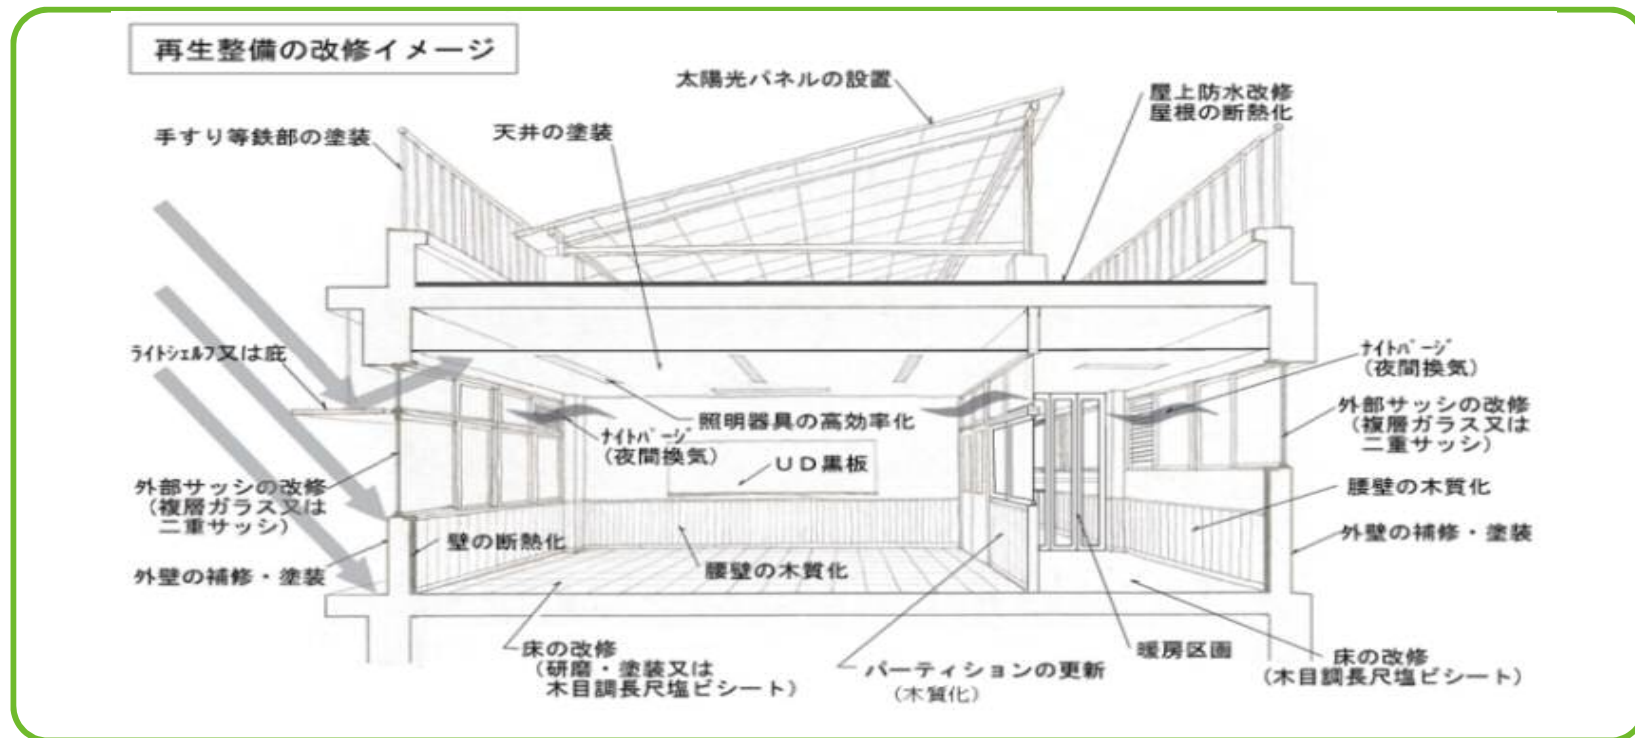 再生整備の改修イメージ
太陽光パネルの設置
屋上防水改修
屋根の断熱化
手すり等鉄部の塗装
天井の塗装
ﾗｲﾄｼｪﾙﾌ又は庇
ﾅｲﾄﾊﾟｰｼﾞ
(夜間換気)
照明器具の高効率化
ﾅｲﾄﾊﾟｰｼﾞ
(夜間換気)
外部サッシの改修
(複層ガラス又は
二重サッシ)
UD黒板
外部サッシの改修
(複層ガラス又は
二重サッシ)
腰壁の木質化
壁の断熱化
外壁の補修・塗装
外壁の補修・塗装
腰壁の木質化
床の改修
(研磨・塗装又は
木目調長尺塩ビシート)
パーティションの更新
(木質化)
暖房区画
床の改修
(木目調長尺塩ビシート)